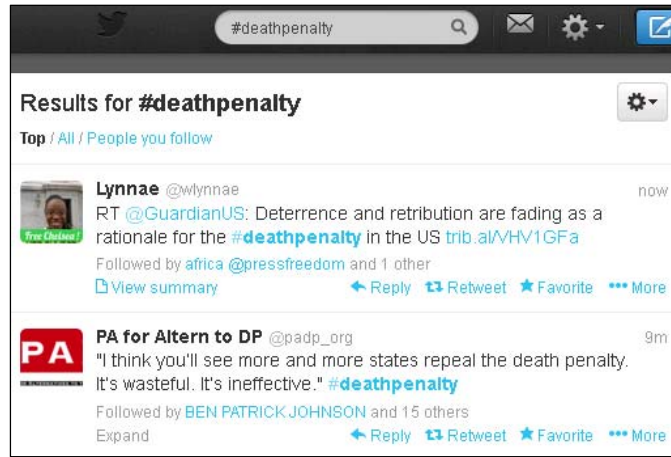 #deathpenalty
Results for #deathpenalty
Top / All / People you follow
Lynnae @wlynnae now
RT @GuardianUS: Deterrence and retribution are fading as a
rationale for the #deathpenalty in the US trib.al/VHV1GFa
Free Chelsea!
Followed by africa @pressfreedom and 1 other
View summary Reply Retweet Favorite More
PA for Altern to DP @padp_org 9m
PA
"I think you'll see more and more states repeal the death penalty.
It's wasteful. It's ineffective." #deathpenalty
Followed by BEN PATRICK JOHNSON and 15 others
Expand Reply Retweet Favorite More